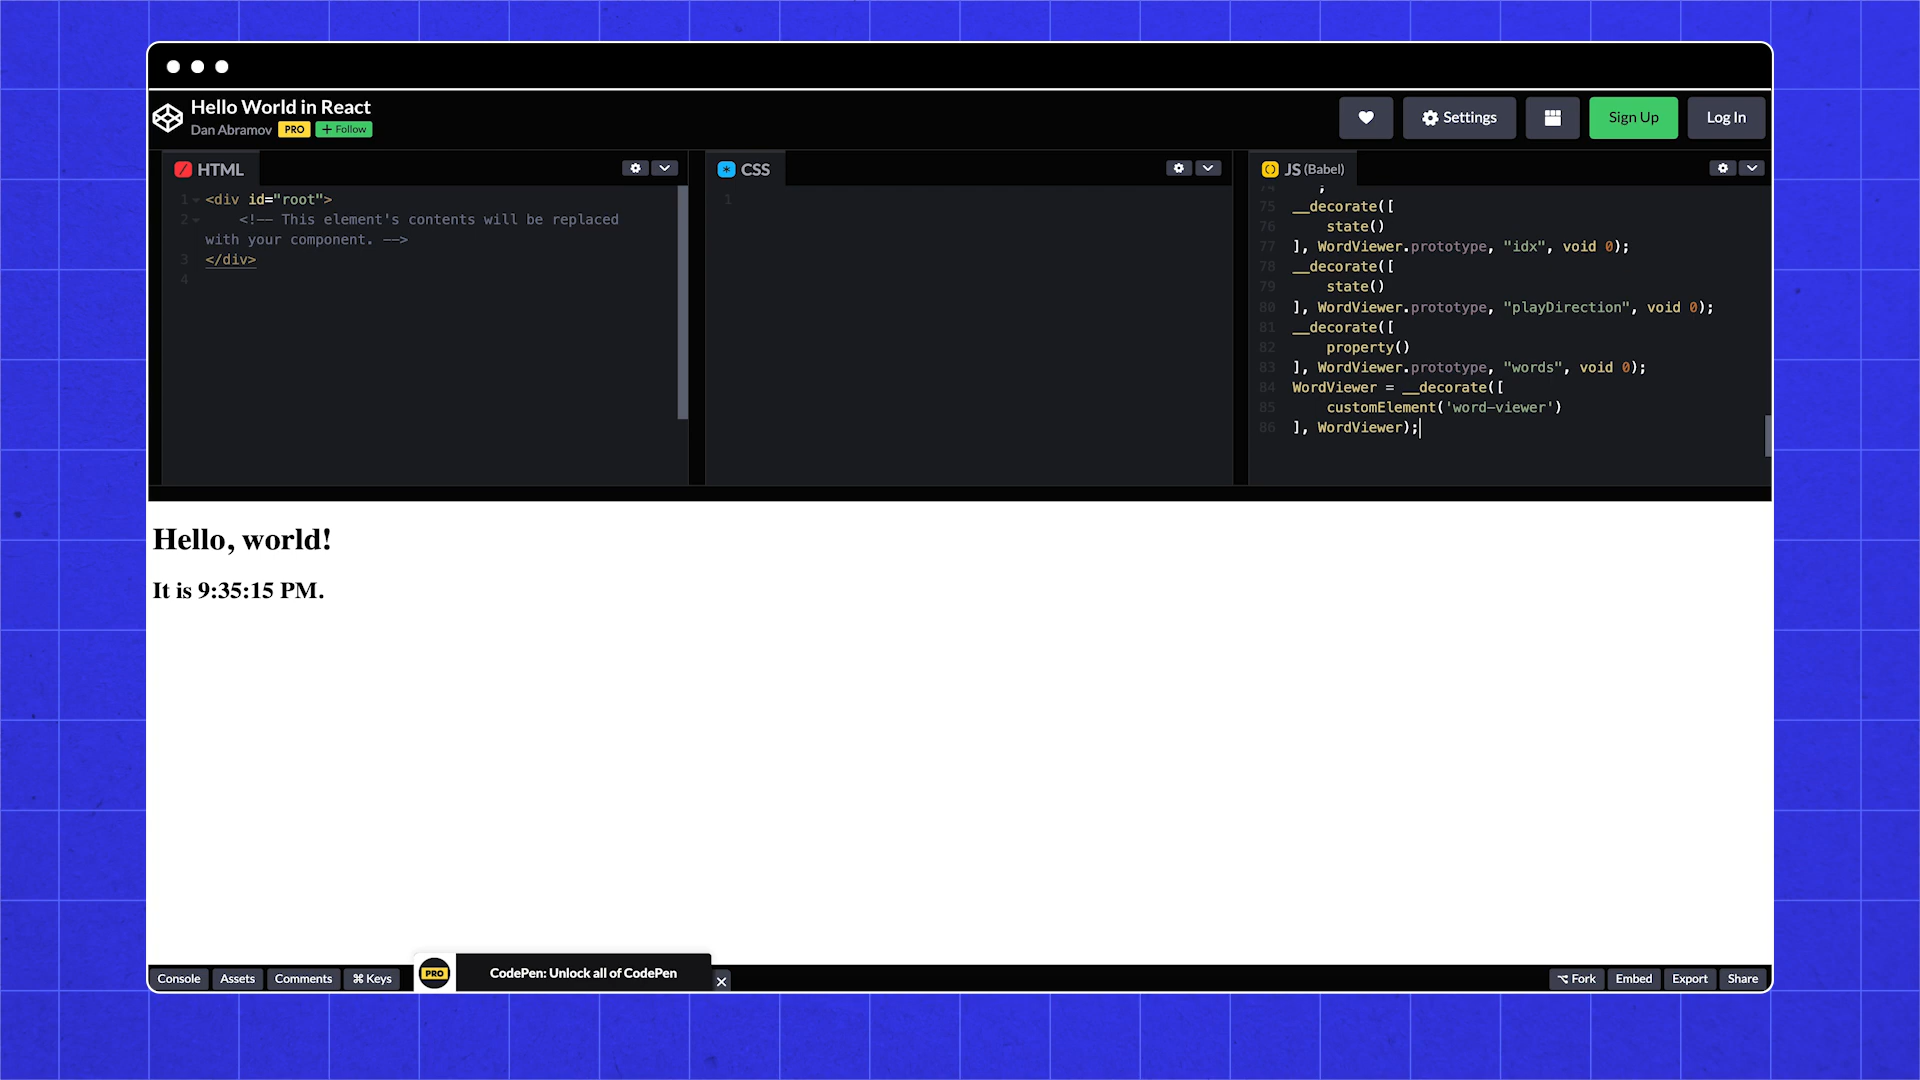 Hello World in React
Dan Abramov PRO + Follow
Settings
Sign Up
Log In
HTML
1 <div id="root">
2 <!-- This element's contents will be replaced
with your component. -->
3 </div>
4
CSS
1
JS (Babel)
74 ;
75 __decorate([
76 state()
77 ], WordViewer.prototype, "idx", void 0);
78 __decorate([
79 state()
80 ], WordViewer.prototype, "playDirection", void 0);
81 __decorate([
82 property()
83 ], WordViewer.prototype, "words", void 0);
84 WordViewer = __decorate([
85 customElement('word-viewer')
86 ], WordViewer);
Hello, world!
It is 9:35:15 PM.
Console
Assets
Comments
⌘ Keys
PRO
CodePen: Unlock all of CodePen
Fork
Embed
Export
Share